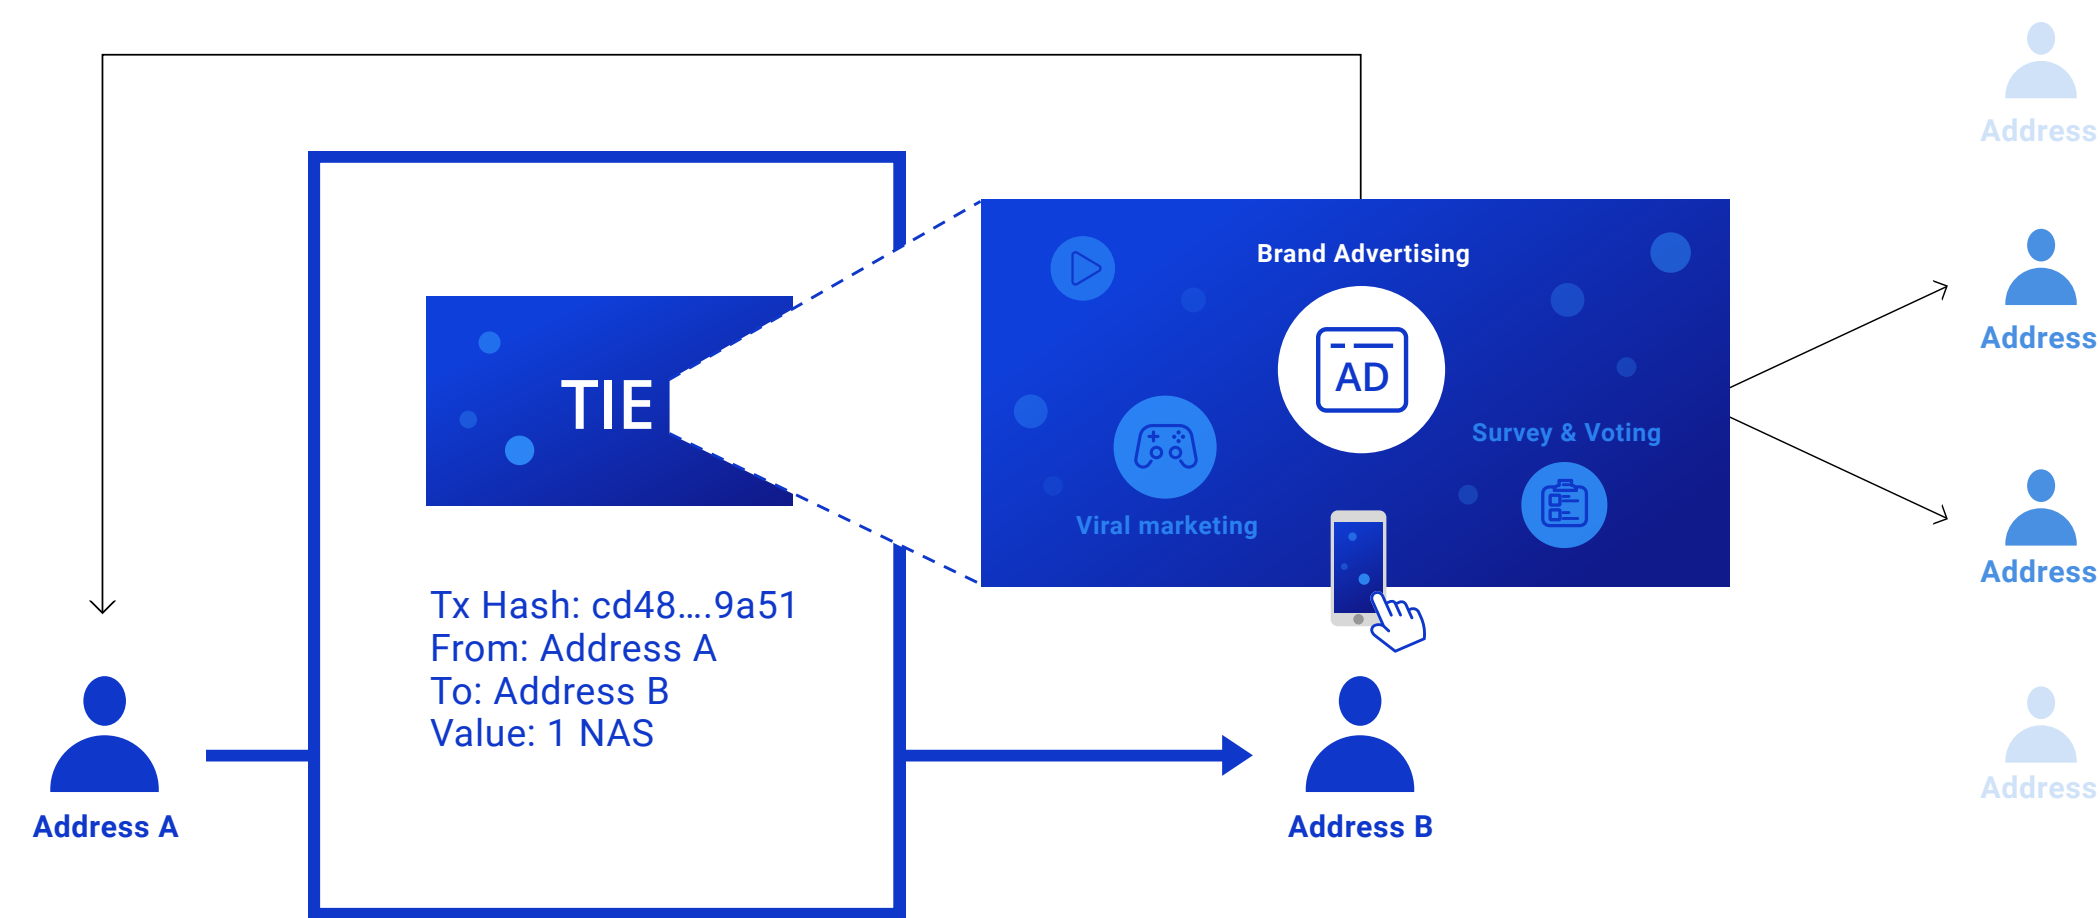 Address
Brand Advertising
AD
Survey & Voting
Viral marketing
TIE
Tx Hash: cd48....9a51
From: Address A
To: Address B
Value: 1 NAS
Address A
Address B
Address
Address
Address